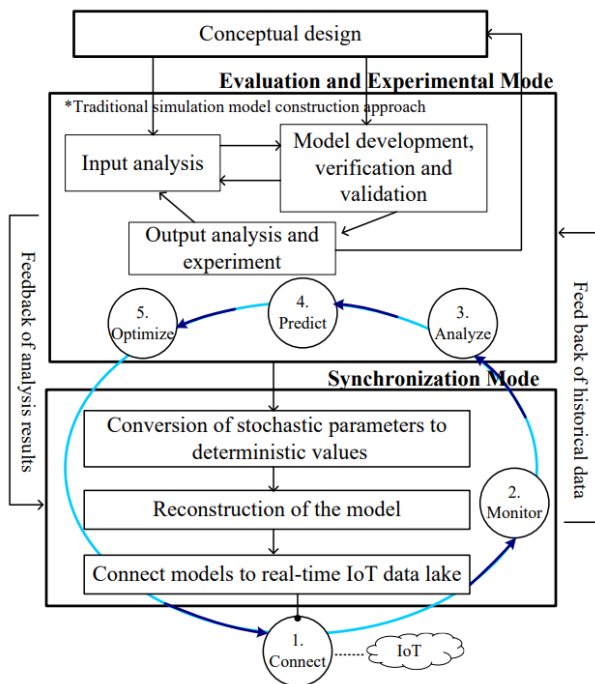 Conceptual design
Evaluation and Experimental Mode
*Traditional simulation model construction approach
Input analysis
Model development,
verification and
validation
Output analysis and
experiment
5.
Optimize
4.
Predict
3.
Analyze
Feedback of analysis
results
Feed back of historical
data
Synchronization Mode
Conversion of stochastic parameters to
deterministic values
2.
Monitor
Reconstruction of the model
Connect models to real-time IoT data lake
1.
Connect
IoT